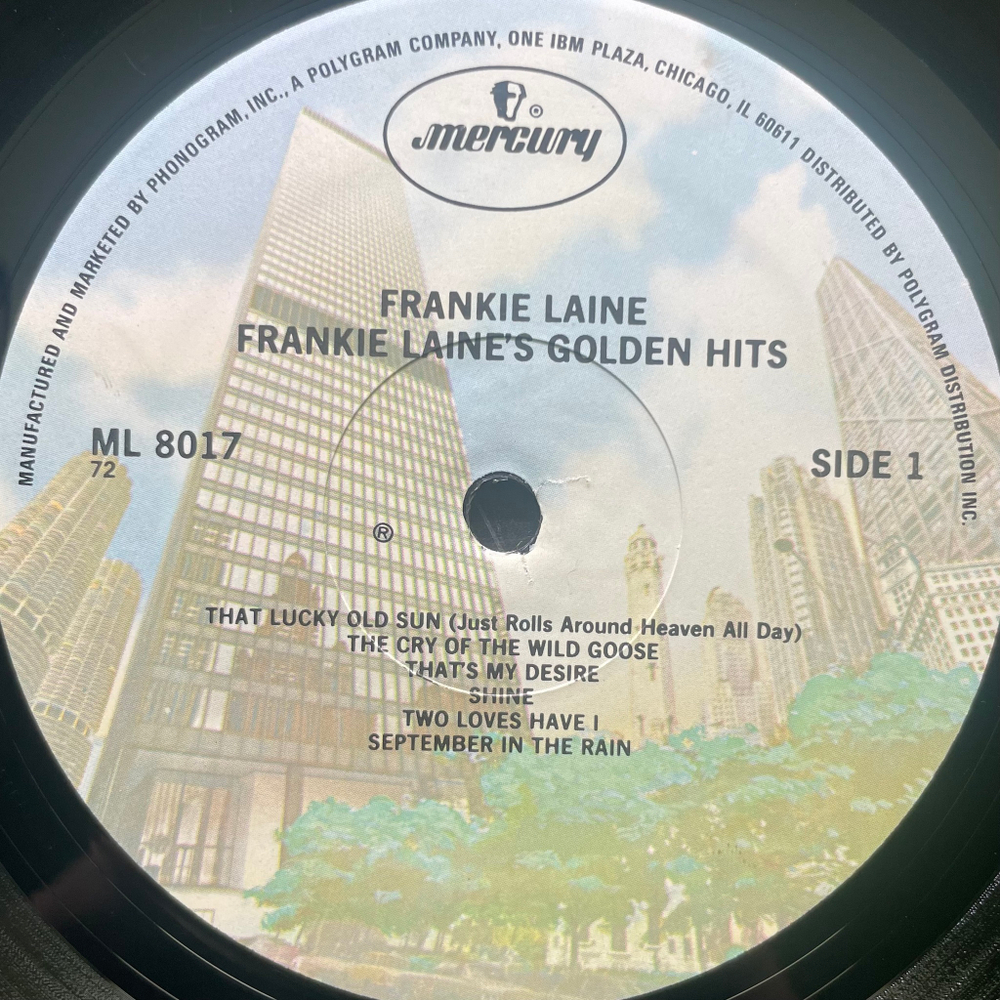 MANUFACTURED AND MARKETED BY PHONOGRAM, INC., A POLYGRAM COMPANY, ONE IBM PLAZA, CHICAGO, IL 60611 DISTRIBUTED BY POLYGRAM DISTRIBUTION INC.
®
mercury
FRANKIE LAINE
FRANKIE LAINE'S GOLDEN HITS
ML 8017
72
SIDE 1
®
THAT LUCKY OLD SUN (Just Rolls Around Heaven All Day)
THE CRY OF THE WILD GOOSE
THAT'S MY DESIRE
SHINE
TWO LOVES HAVE I
SEPTEMBER IN THE RAIN